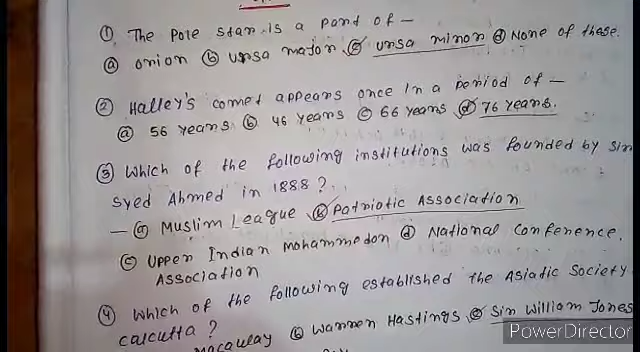 ① The Pole star is a part of —
ⓐ orion ⓑ ursa major ⓒ ursa minor ⓓ None of these.
② Halley's comet appears once In a period of —
ⓐ 56 years ⓑ 46 years ⓒ 66 years ⓓ 76 years.
③ Which of the following institutions was founded by Sir
Syed Ahmed in 1888 ?
— ⓐ Muslim League ⓑ Patriotic Association
ⓒ Upper Indian Mohammedon ⓓ National Conference.
Association
④ Which of the following established the Asiatic Society
calcutta ?
Macaulay ⓑ Warren Hastings ⓒ Sir William Jones
PowerDirector